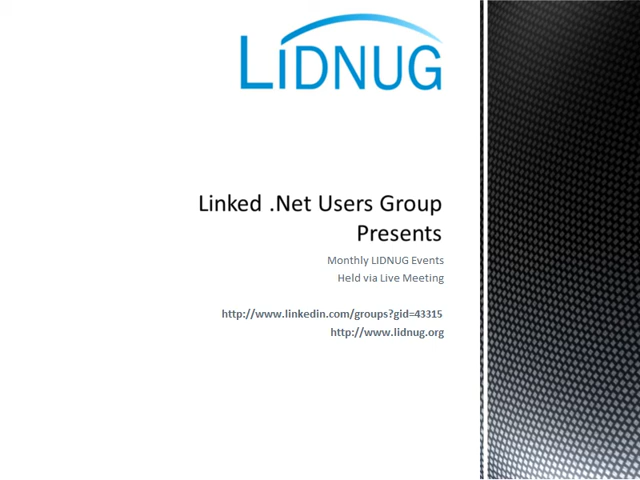 LIDNUG
Linked .Net Users Group
Presents
Monthly LIDNUG Events
Held via Live Meeting
http://www.linkedin.com/groups?gid=43315
http://www.lidnug.org